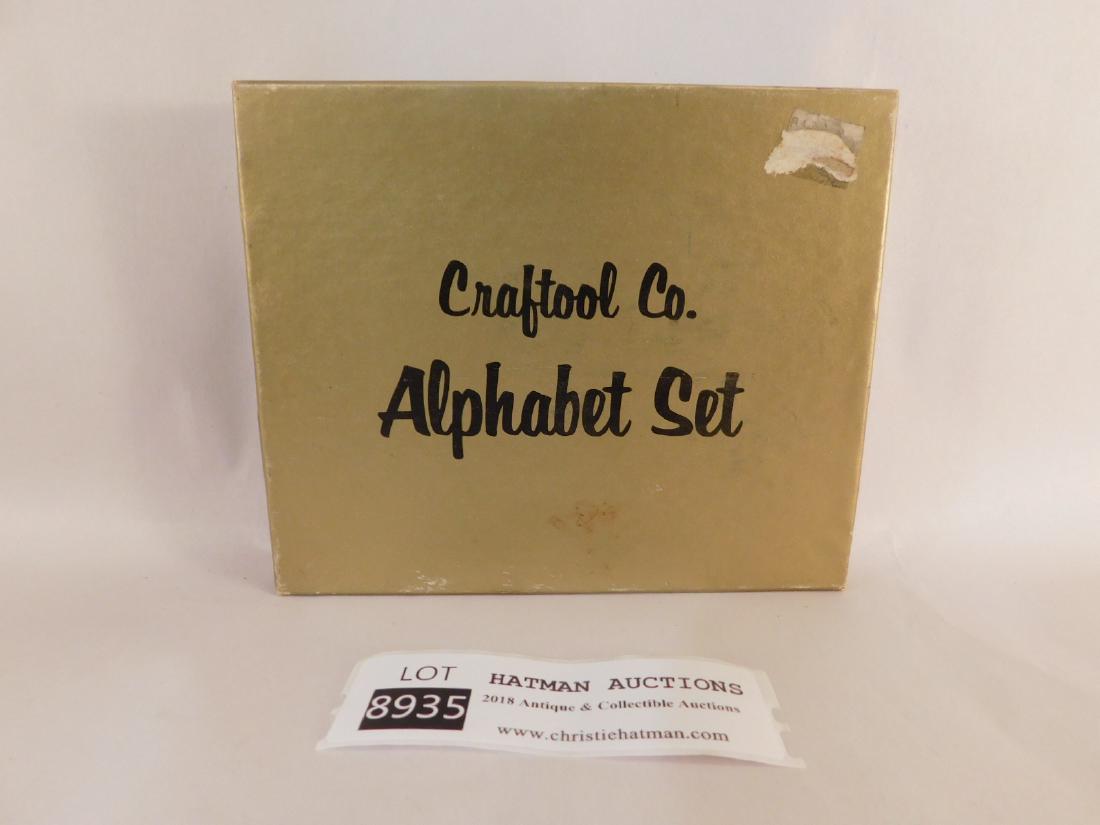 Craftool Co.
Alphabet Set
LOT
8935
HATMAN AUCTIONS
2018 Antique & Collectible Auctions
www.christiehatman.com